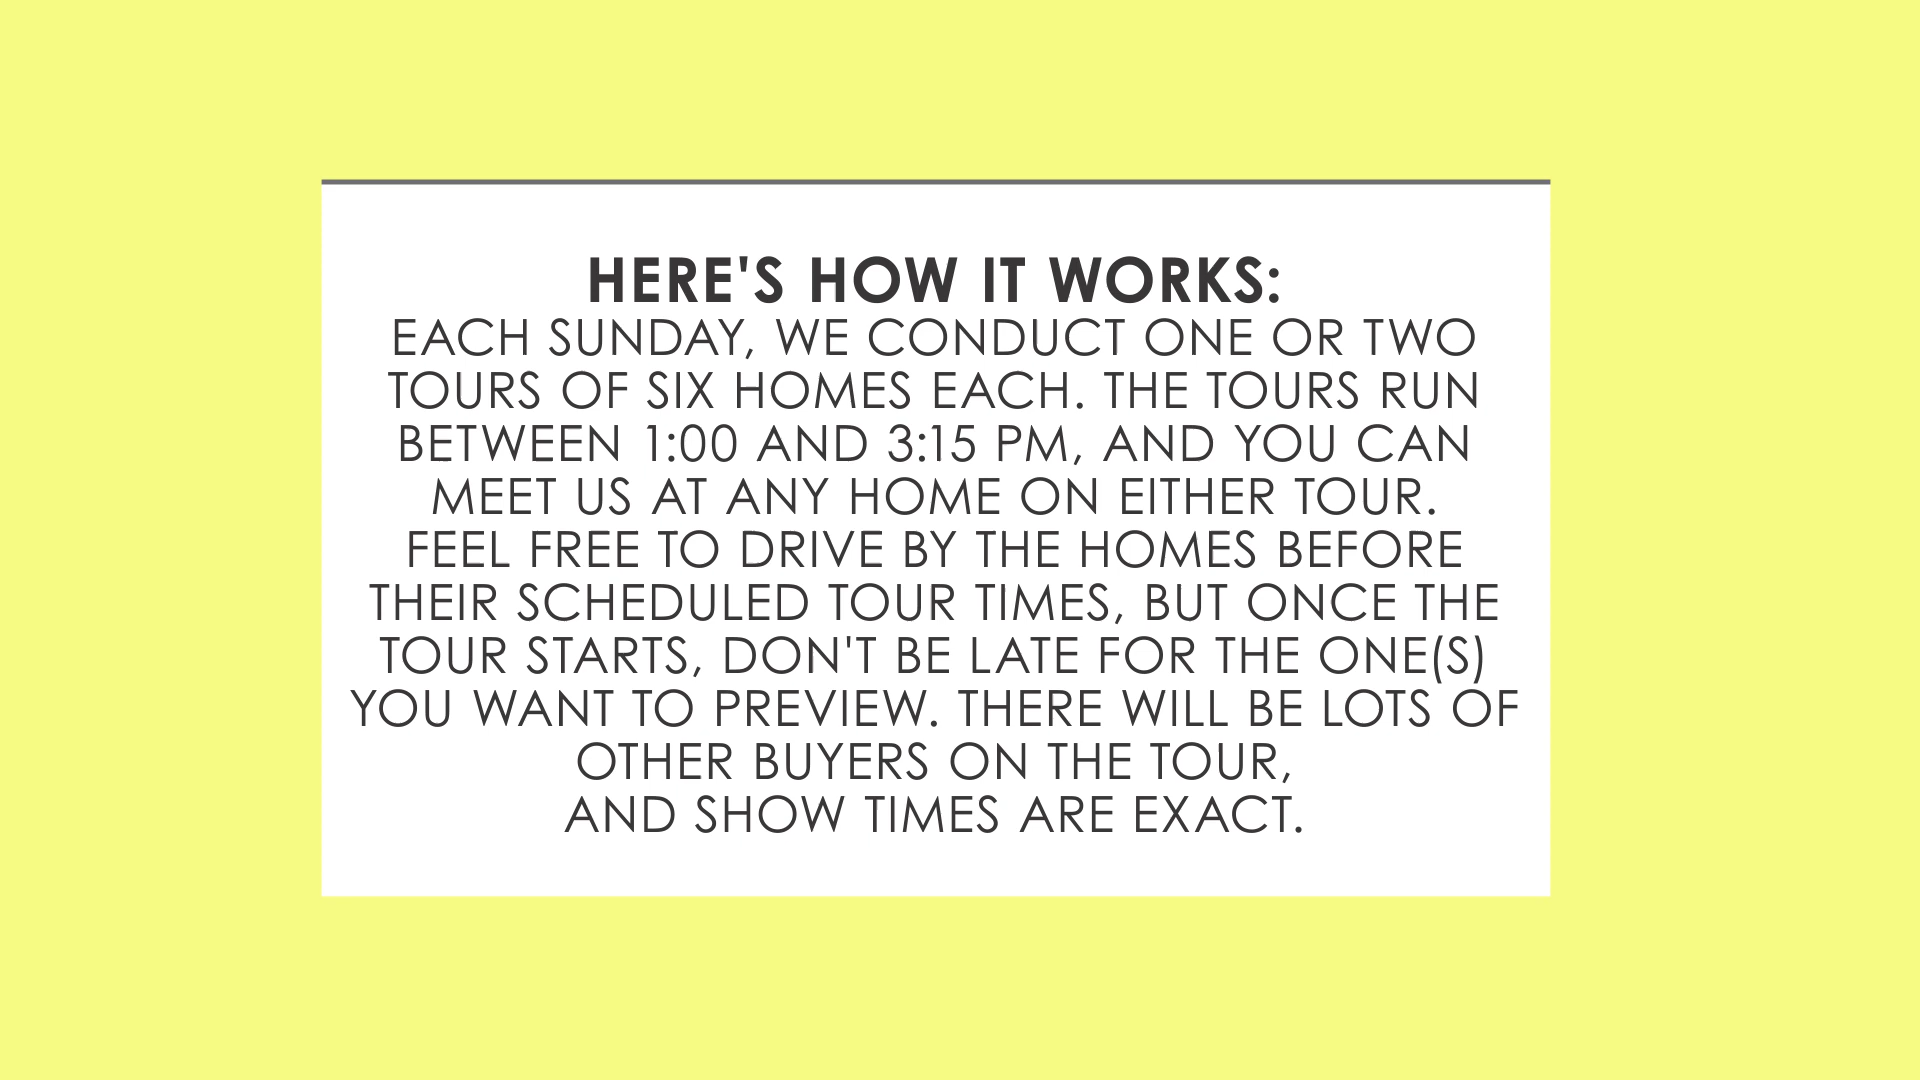 HERE'S HOW IT WORKS:
EACH SUNDAY, WE CONDUCT ONE OR TWO
TOURS OF SIX HOMES EACH. THE TOURS RUN
BETWEEN 1:00 AND 3:15 PM, AND YOU CAN
MEET US AT ANY HOME ON EITHER TOUR.
FEEL FREE TO DRIVE BY THE HOMES BEFORE
THEIR SCHEDULED TOUR TIMES, BUT ONCE THE
TOUR STARTS, DON'T BE LATE FOR THE ONE(S)
YOU WANT TO PREVIEW. THERE WILL BE LOTS OF
OTHER BUYERS ON THE TOUR,
AND SHOW TIMES ARE EXACT.